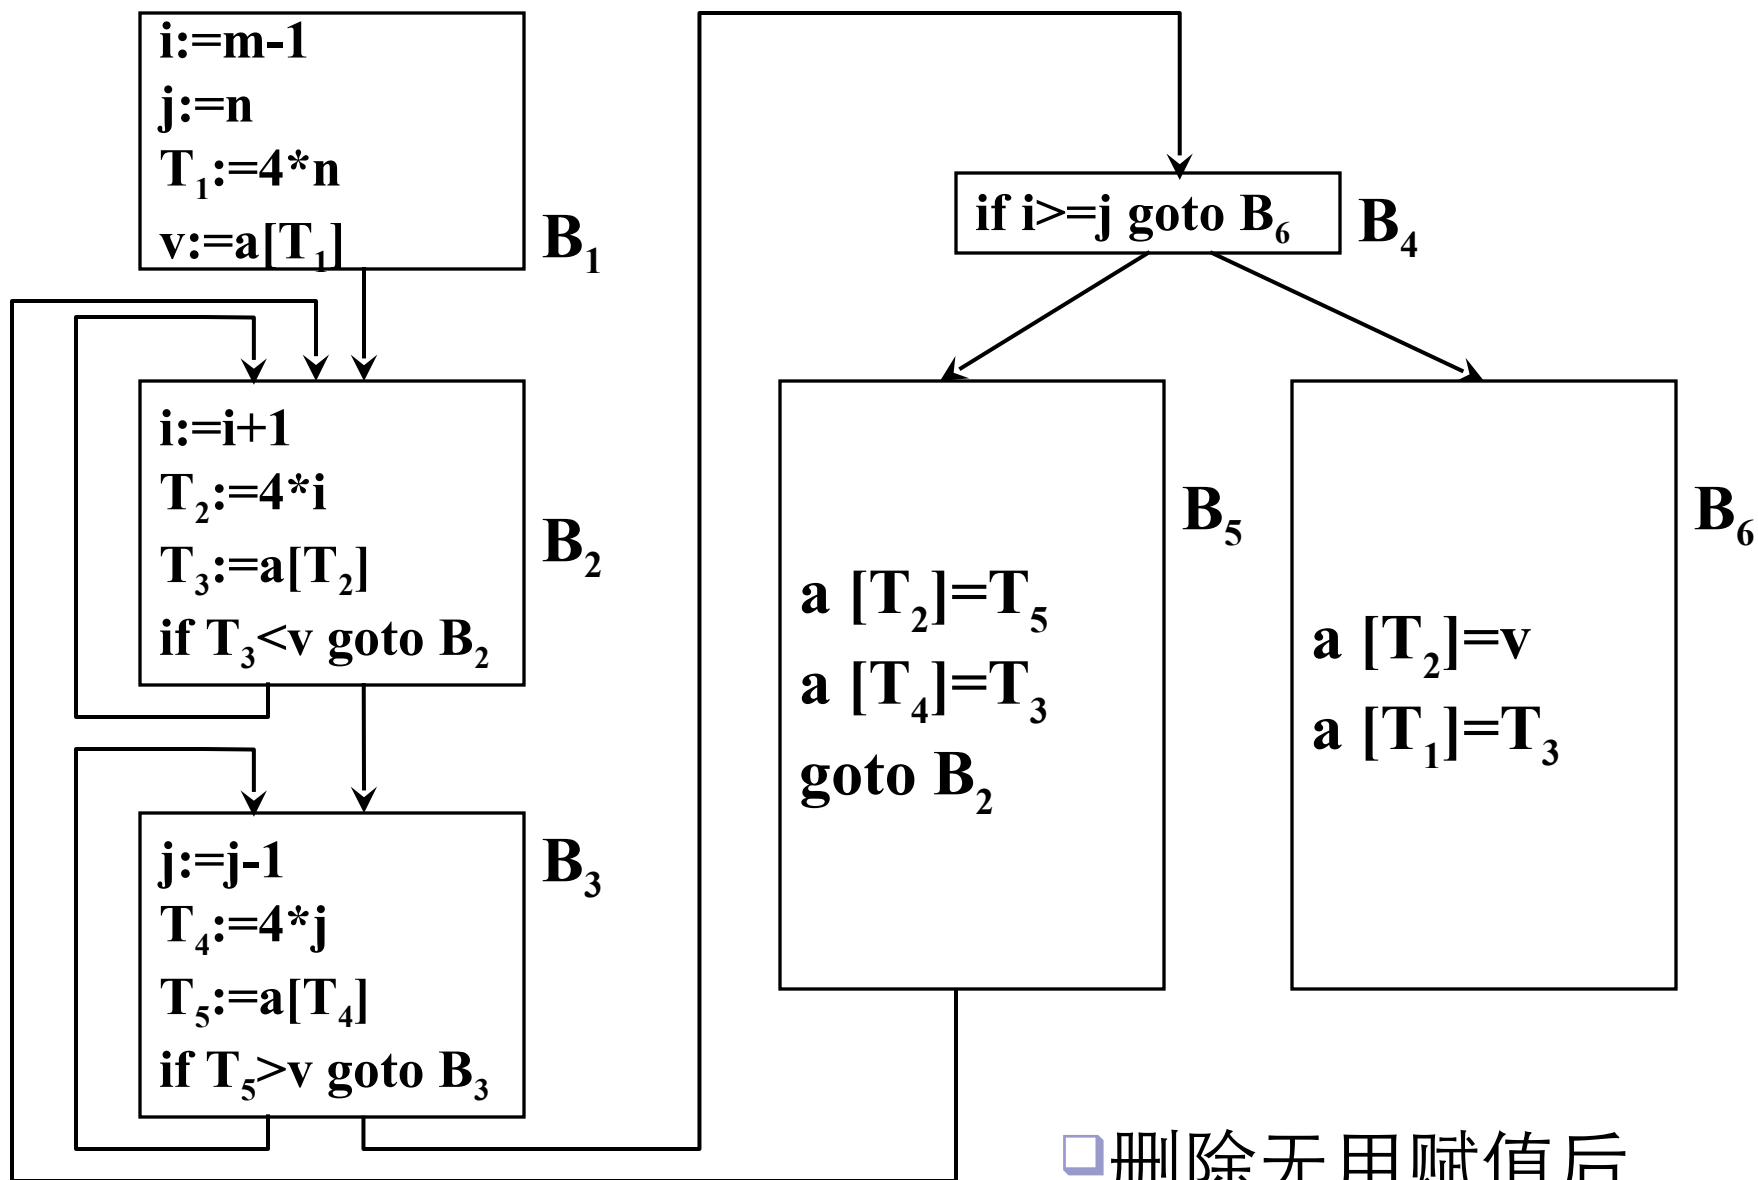 i:=m-1
j:=n
T₁:=4*n
v:=a[T₁]
B₁
i:=i+1
T₂:=4*i
T₃:=a[T₂]
if T₃<v goto B₂
B₂
j:=j-1
T₄:=4*j
T₅:=a[T₄]
if T₅>v goto B₃
B₃
if i>=j goto B₆
B₄
a [T₂]=T₅
a [T₄]=T₃
goto B₂
B₅
a [T₂]=v
a [T₁]=T₃
B₆
删除无用赋值后